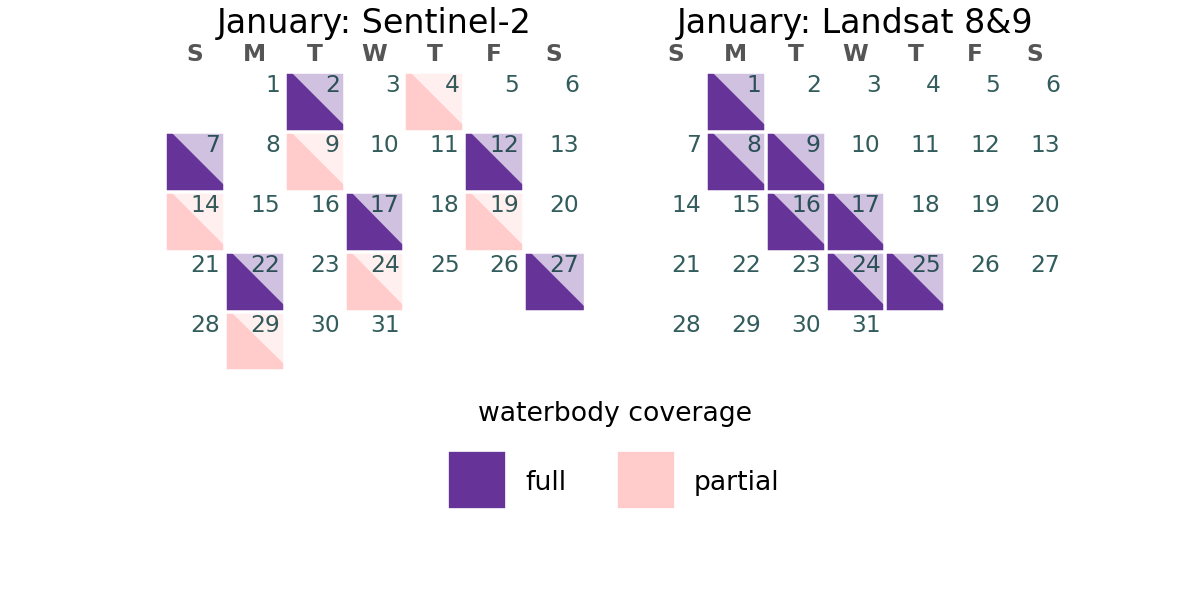 January: Sentinel-2
S M T W T F S
1 2 3 4 5 6
7 8 9 10 11 12 13
14 15 16 17 18 19 20
21 22 23 24 25 26 27
28 29 30 31
January: Landsat 8&9
S M T W T F S
1 2 3 4 5 6
7 8 9 10 11 12 13
14 15 16 17 18 19 20
21 22 23 24 25 26 27
28 29 30 31
waterbody coverage
full partial